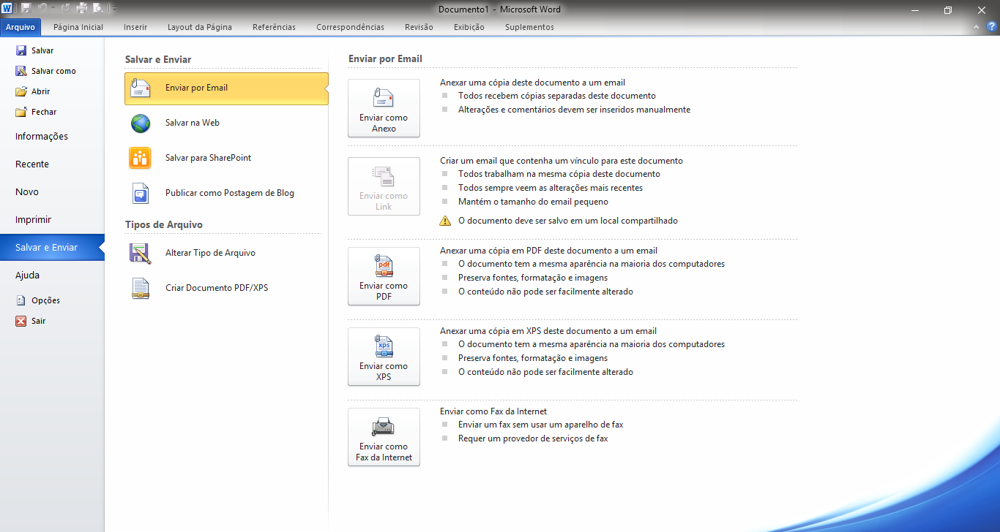 Documento1 - Microsoft Word
Arquivo Página Inicial Inserir Layout da Página Referências Correspondências Revisão Exibição Suplementos
Salvar
Salvar como
Abrir
Fechar
Informações
Recente
Novo
Imprimir
Salvar e Enviar
Ajuda
Opções
Sair
Salvar e Enviar
Enviar por Email
Salvar na Web
Salvar para SharePoint
Publicar como Postagem de Blog
Tipos de Arquivo
Alterar Tipo de Arquivo
Criar Documento PDF/XPS
Enviar por Email
Enviar como
Anexo
Anexar uma cópia deste documento a um email
Todos recebem cópias separadas deste documento
Alterações e comentários devem ser inseridos manualmente
Enviar como
Link
Criar um email que contenha um vínculo para este documento
Todos trabalham na mesma cópia deste documento
Todos sempre veem as alterações mais recentes
Mantém o tamanho do email pequeno
O documento deve ser salvo em um local compartilhado
pdf
Enviar como
PDF
Anexar uma cópia em PDF deste documento a um email
O documento tem a mesma aparência na maioria dos computadores
Preserva fontes, formatação e imagens
O conteúdo não pode ser facilmente alterado
xps
Enviar como
XPS
Anexar uma cópia em XPS deste documento a um email
O documento tem a mesma aparência na maioria dos computadores
Preserva fontes, formatação e imagens
O conteúdo não pode ser facilmente alterado
Enviar como
Fax da Internet
Enviar como Fax da Internet
Enviar um fax sem usar um aparelho de fax
Requer um provedor de serviços de fax